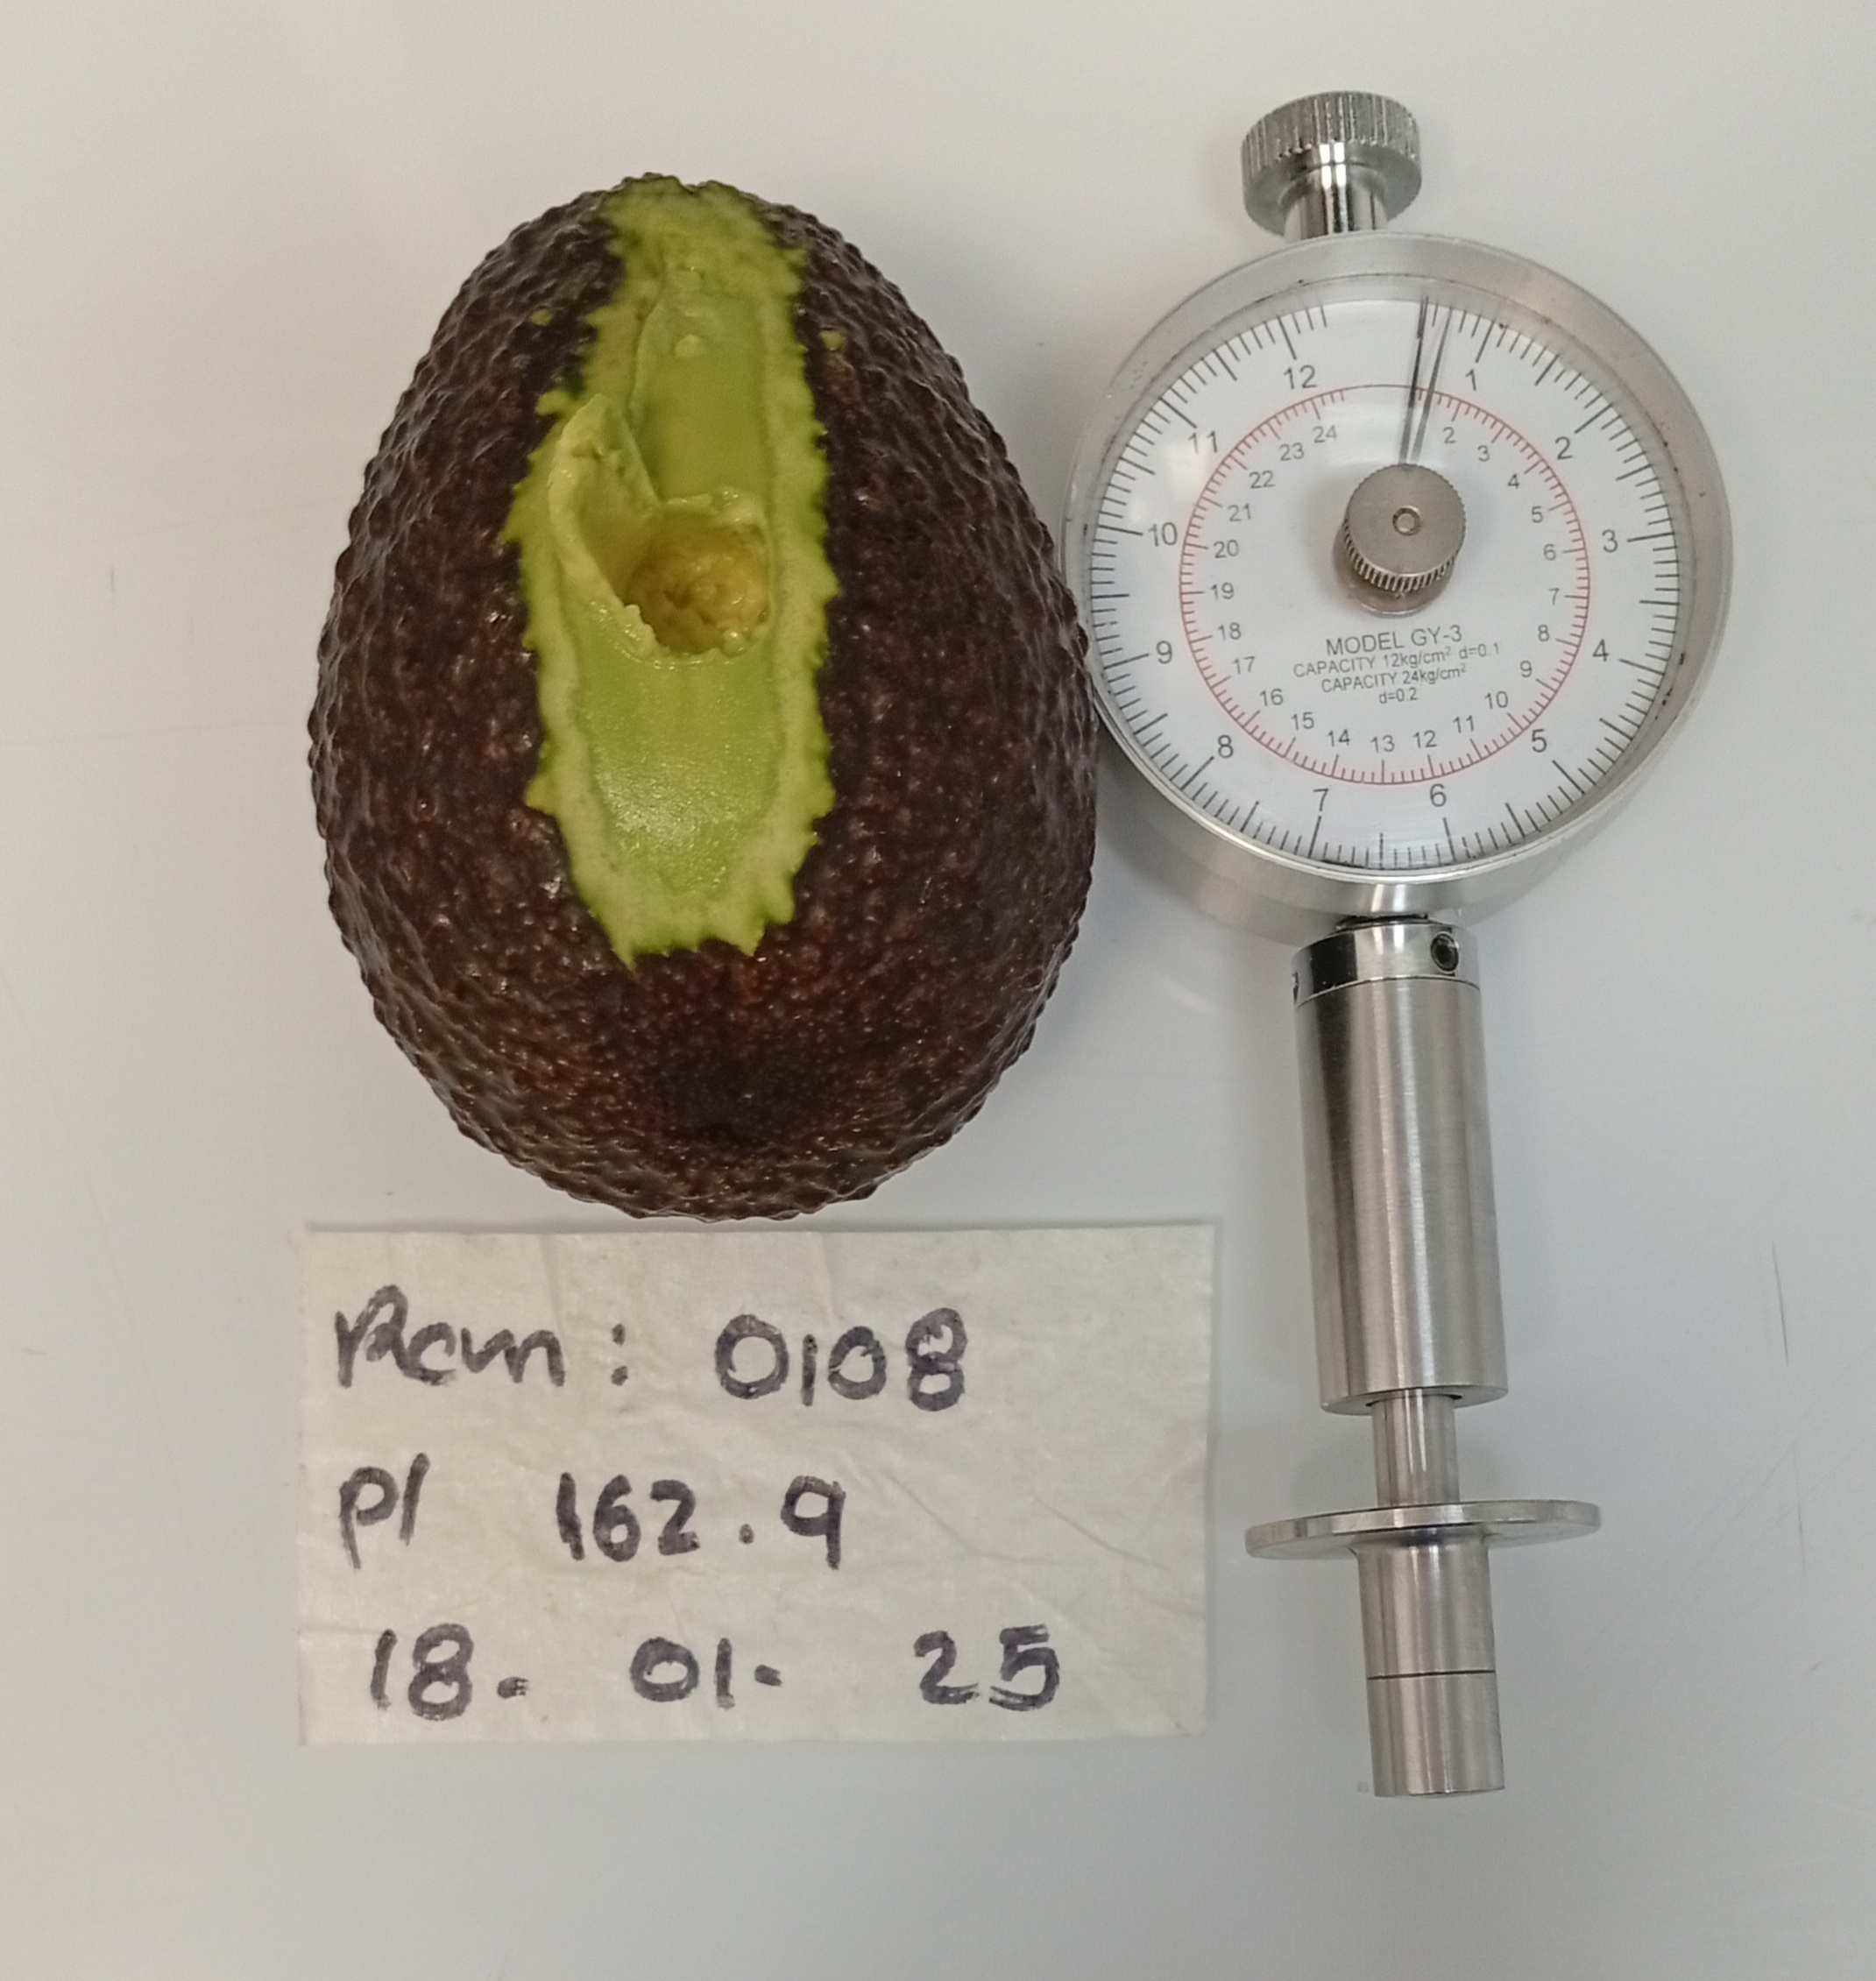 12 1 2 3 4 5 6 7 8 9 10 11
24 2 3 4 5 6 7 8 9 10 11 12 13 14 15 16 17 18 19 20 21 22 23
MODEL GY-3
CAPACITY 12kg/cm² d=0.1
CAPACITY 24kg/cm²
d=0.2
Rcm: 0108
P1 162.9
18. 01. 25